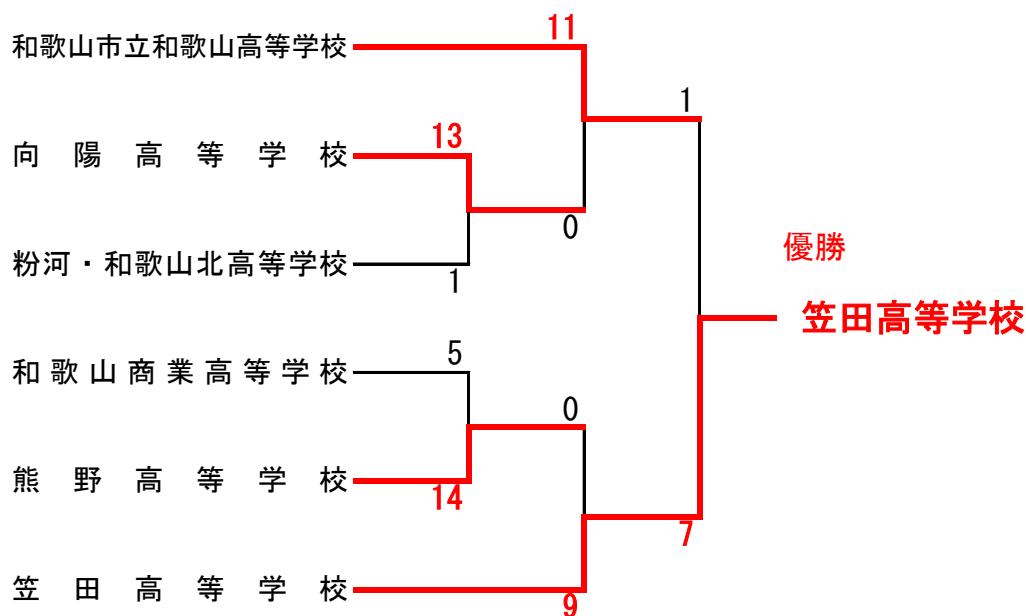 和歌山市立和歌山高等学校
11
1
向陽高等学校
13
0
粉河・和歌山北高等学校
1
優勝
笠田高等学校
和歌山商業高等学校
5
0
熊野高等学校
14
7
笠田高等学校
9